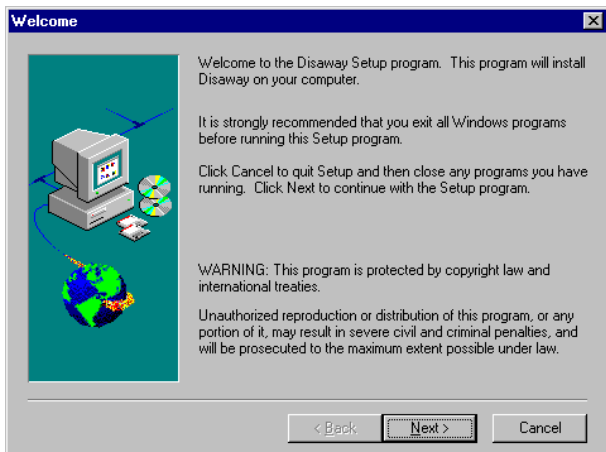 Welcome
Welcome to the Disaway Setup program. This program will install
Disaway on your computer.
It is strongly recommended that you exit all Windows programs
before running this Setup program.
Click Cancel to quit Setup and then close any programs you have
running. Click Next to continue with the Setup program.
WARNING: This program is protected by copyright law and
international treaties.
Unauthorized reproduction or distribution of this program, or any
portion of it, may result in severe civil and criminal penalties, and
will be prosecuted to the maximum extent possible under law.
< Back
Next >
Cancel